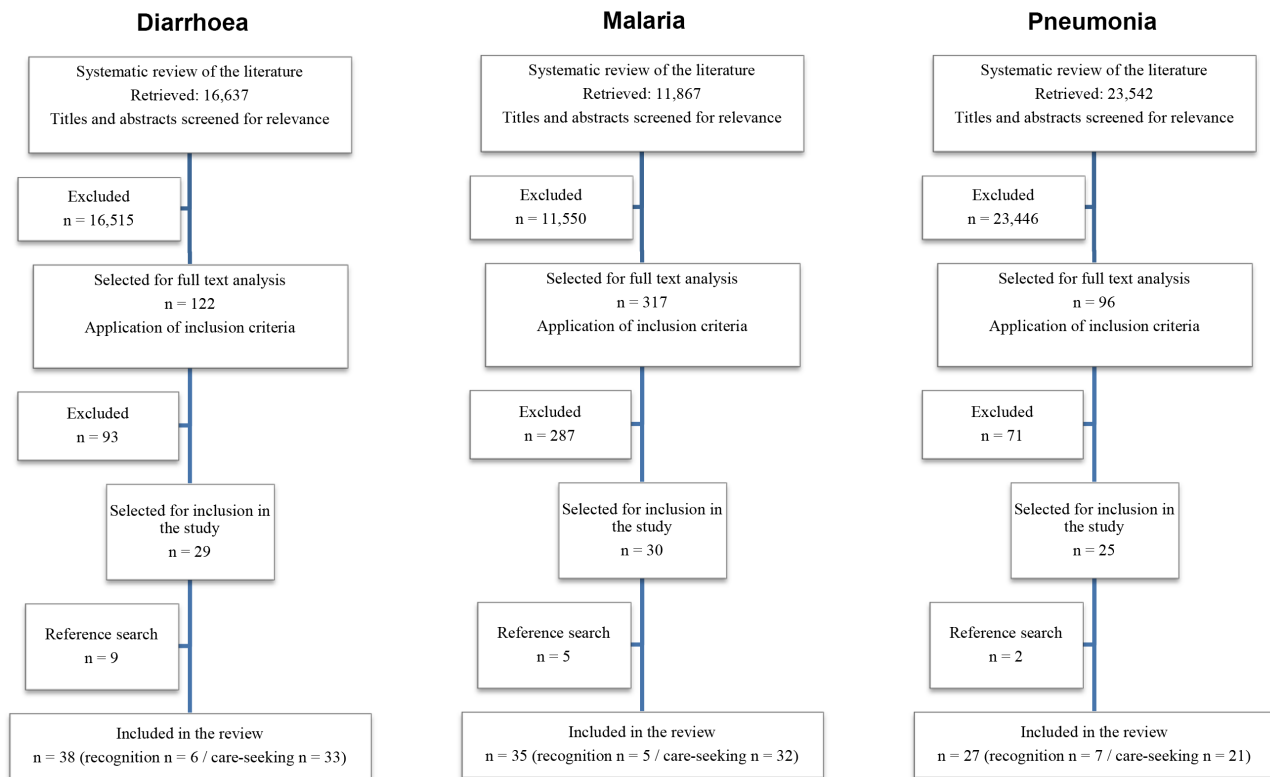 Diarrhoea
Systematic review of the literature
Retrieved: 16,637
Titles and abstracts screened for relevance
Excluded
n = 16,515
Selected for full text analysis
n = 122
Application of inclusion criteria
Excluded
n = 93
Selected for inclusion in
the study
n = 29
Reference search
n = 9
Included in the review
n = 38 (recognition n = 6 / care-seeking n = 33)
Malaria
Systematic review of the literature
Retrieved: 11,867
Titles and abstracts screened for relevance
Excluded
n = 11,550
Selected for full text analysis
n = 317
Application of inclusion criteria
Excluded
n = 287
Selected for inclusion in
the study
n = 30
Reference search
n = 5
Included in the review
n = 35 (recognition n = 5 / care-seeking n = 32)
Pneumonia
Systematic review of the literature
Retrieved: 23,542
Titles and abstracts screened for relevance
Excluded
n = 23,446
Selected for full text analysis
n = 96
Application of inclusion criteria
Excluded
n = 71
Selected for inclusion in
the study
n = 25
Reference search
n = 2
Included in the review
n = 27 (recognition n = 7 / care-seeking n = 21)